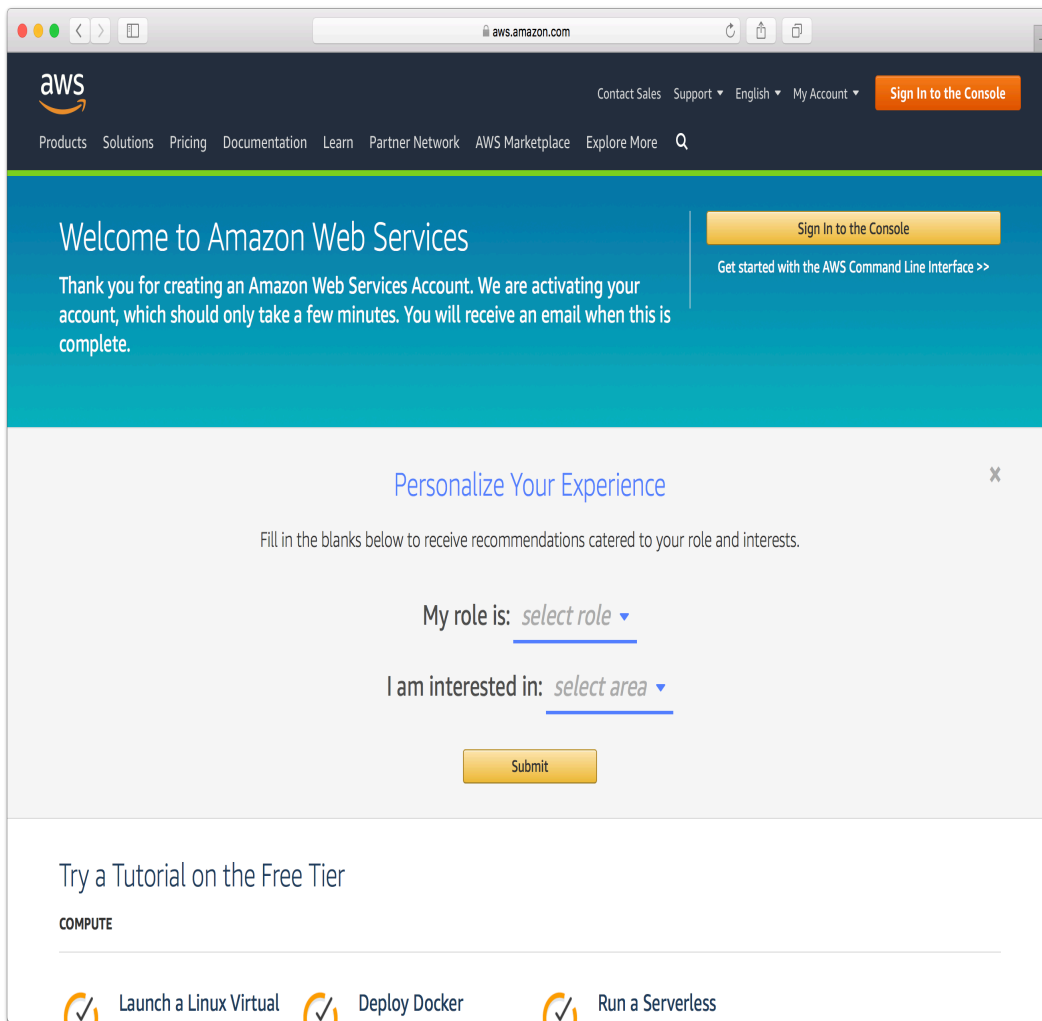 aws.amazon.com
aws
Contact Sales Support English My Account Sign In to the Console
Products Solutions Pricing Documentation Learn Partner Network AWS Marketplace Explore More
Welcome to Amazon Web Services
Thank you for creating an Amazon Web Services Account. We are activating your
account, which should only take a few minutes. You will receive an email when this is
complete.
Sign In to the Console
Get started with the AWS Command Line Interface >>
Personalize Your Experience
Fill in the blanks below to receive recommendations catered to your role and interests.
My role is: select role
I am interested in: select area
Submit
Try a Tutorial on the Free Tier
COMPUTE
Launch a Linux Virtual
Deploy Docker
Run a Serverless